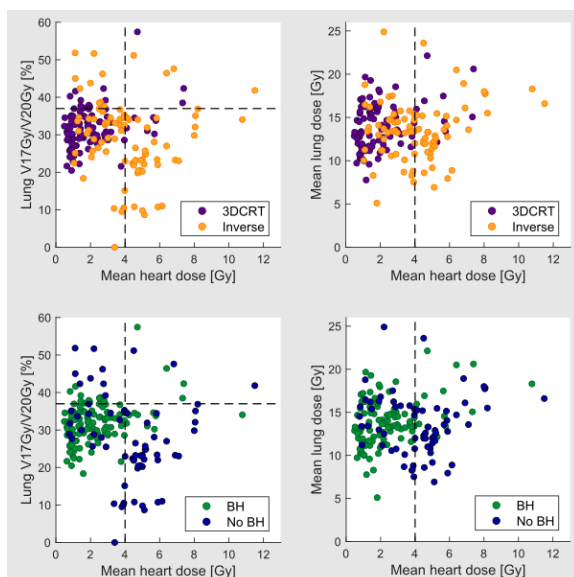 60
50
40
30
20
10
0
Lung V17Gy/V20Gy [%]
3DCRT
Inverse
0 2 4 6 8 10 12
Mean heart dose [Gy]
25
20
15
10
5
0
Mean lung dose [Gy]
3DCRT
Inverse
0 2 4 6 8 10 12
Mean heart dose [Gy]
60
50
40
30
20
10
0
Lung V17Gy/V20Gy [%]
BH
No BH
0 2 4 6 8 10 12
Mean heart dose [Gy]
25
20
15
10
5
0
Mean lung dose [Gy]
BH
No BH
0 2 4 6 8 10 12
Mean heart dose [Gy]